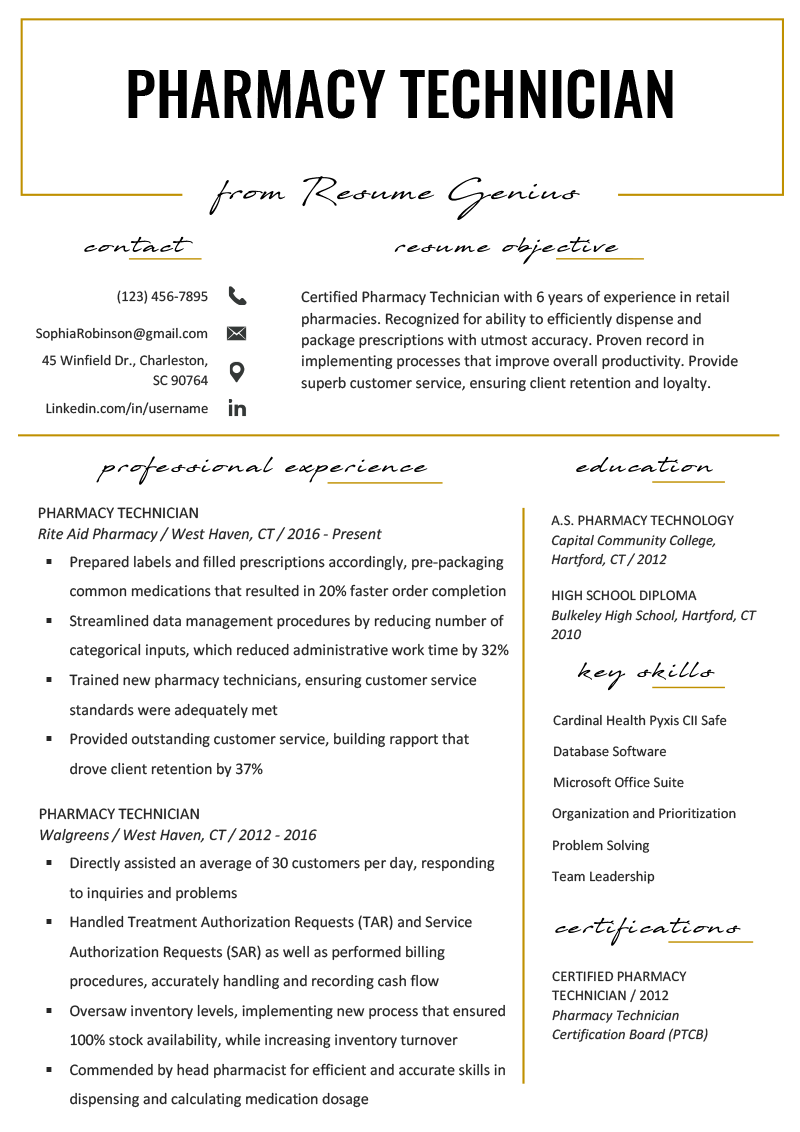 PHARMACY TECHNICIAN
from Resume Genius
contact
(123) 456-7895
SophiaRobinson@gmail.com
45 Winfield Dr., Charleston,
SC 90764
Linkedin.com/in/username
in
resume objective
Certified Pharmacy Technician with 6 years of experience in retail
pharmacies. Recognized for ability to efficiently dispense and
package prescriptions with utmost accuracy. Proven record in
implementing processes that improve overall productivity. Provide
superb customer service, ensuring client retention and loyalty.
professional experience
PHARMACY TECHNICIAN
Rite Aid Pharmacy / West Haven, CT / 2016 - Present
▪ Prepared labels and filled prescriptions accordingly, pre-packaging
common medications that resulted in 20% faster order completion
▪ Streamlined data management procedures by reducing number of
categorical inputs, which reduced administrative work time by 32%
▪ Trained new pharmacy technicians, ensuring customer service
standards were adequately met
▪ Provided outstanding customer service, building rapport that
drove client retention by 37%
PHARMACY TECHNICIAN
Walgreens / West Haven, CT / 2012 - 2016
▪ Directly assisted an average of 30 customers per day, responding
to inquiries and problems
▪ Handled Treatment Authorization Requests (TAR) and Service
Authorization Requests (SAR) as well as performed billing
procedures, accurately handling and recording cash flow
▪ Oversaw inventory levels, implementing new process that ensured
100% stock availability, while increasing inventory turnover
▪ Commended by head pharmacist for efficient and accurate skills in
dispensing and calculating medication dosage
education
A.S. PHARMACY TECHNOLOGY
Capital Community College,
Hartford, CT / 2012
HIGH SCHOOL DIPLOMA
Bulkeley High School, Hartford, CT
2010
key skills
Cardinal Health Pyxis CII Safe
Database Software
Microsoft Office Suite
Organization and Prioritization
Problem Solving
Team Leadership
certifications
CERTIFIED PHARMACY
TECHNICIAN / 2012
Pharmacy Technician
Certification Board (PTCB)